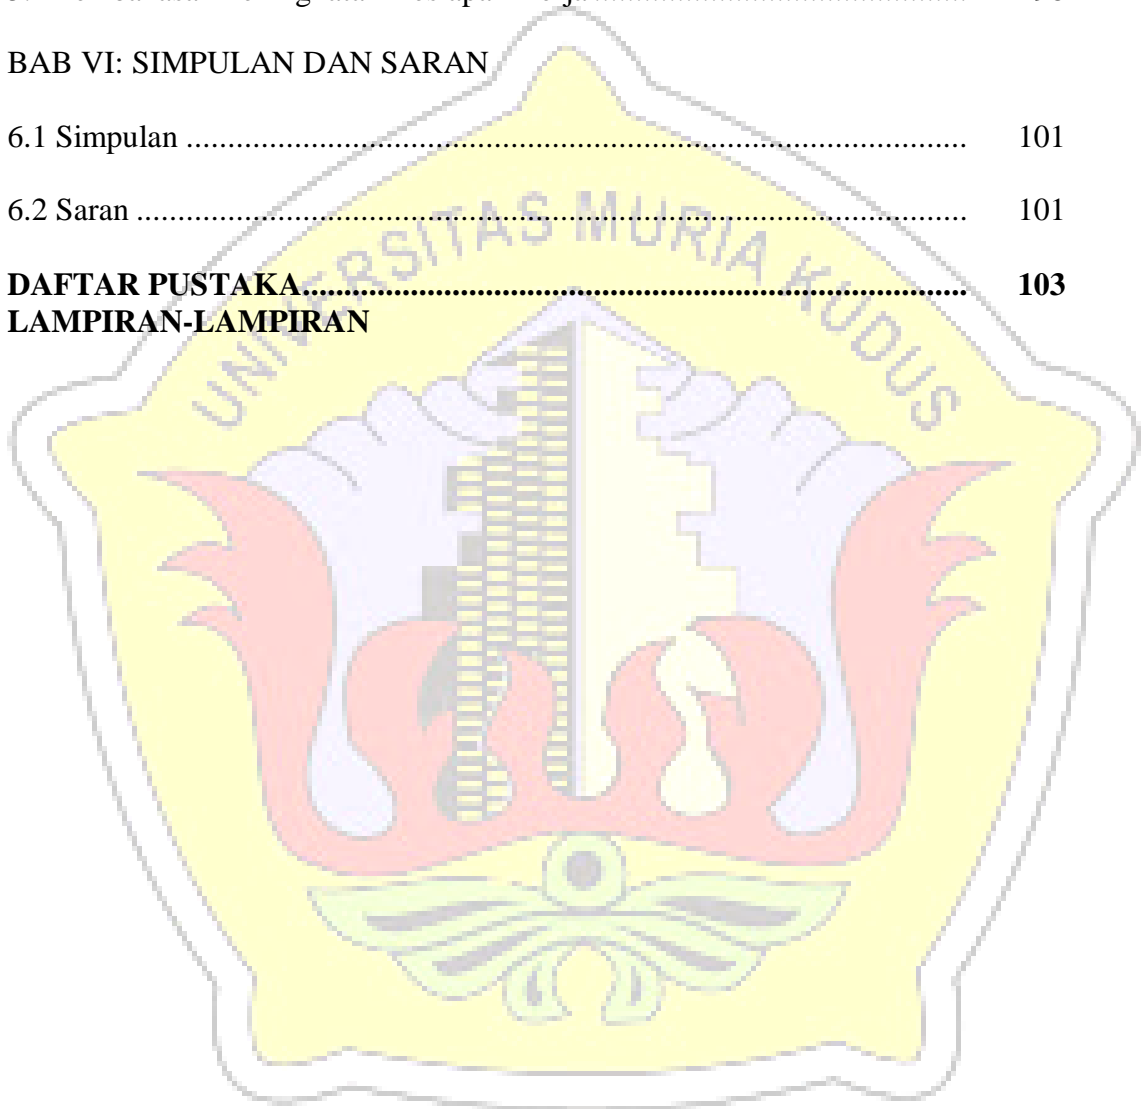 BAB VI: SIMPULAN DAN SARAN
6.1 Simpulan ............................................................................................... 101
6.2 Saran ..................................................................................................... 101
DAFTAR PUSTAKA................................................................................. 103
LAMPIRAN-LAMPIRAN
UNIVERSITAS MURIA KUDUS